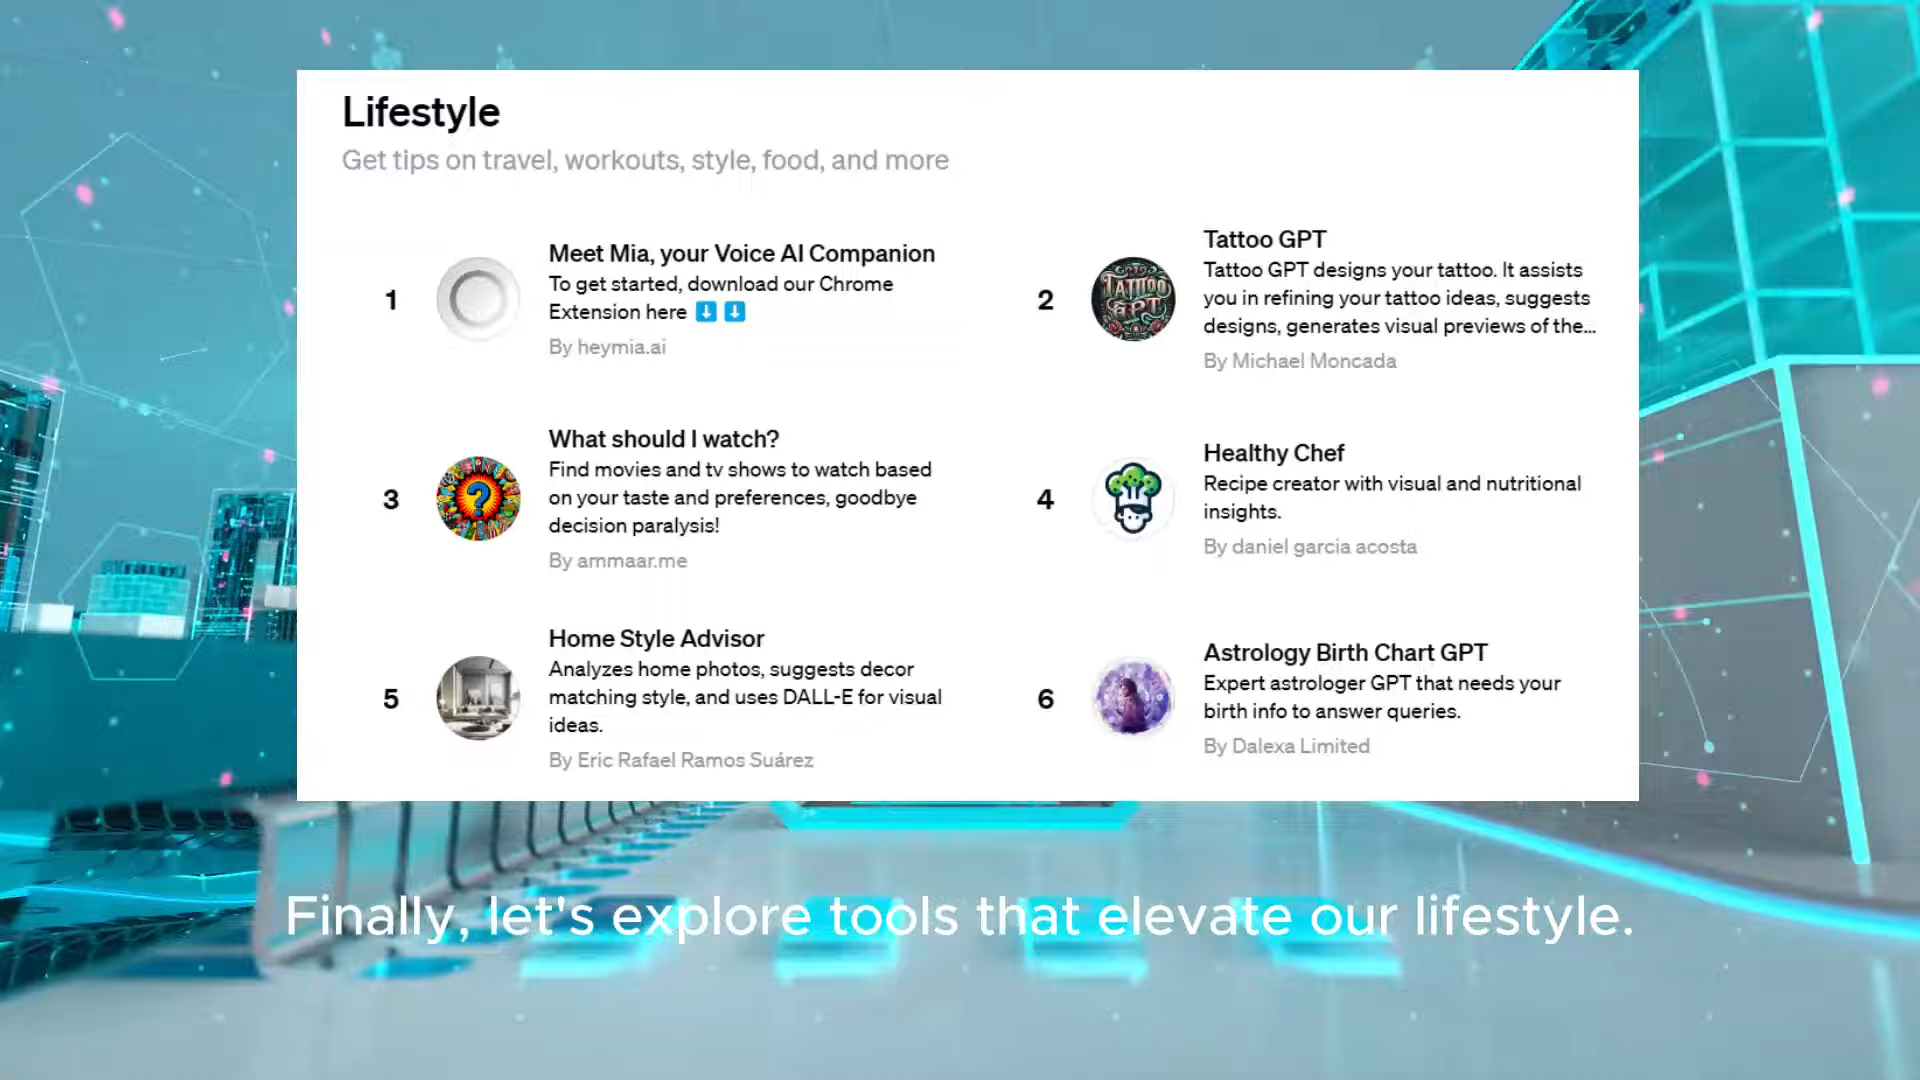 Lifestyle
Get tips on travel, workouts, style, food, and more
1
Meet Mia, your Voice AI Companion
To get started, download our Chrome
Extension here ⬇️ ⬇️
By heymia.ai
2
TATTOO
GPT
Tattoo GPT
Tattoo GPT designs your tattoo. It assists
you in refining your tattoo ideas, suggests
designs, generates visual previews of the...
By Michael Moncada
3
?
What should I watch?
Find movies and tv shows to watch based
on your taste and preferences, goodbye
decision paralysis!
By ammaar.me
4
Healthy Chef
Recipe creator with visual and nutritional
insights.
By daniel garcia acosta
5
Home Style Advisor
Analyzes home photos, suggests decor
matching style, and uses DALL-E for visual
ideas.
By Eric Rafael Ramos Suárez
6
Astrology Birth Chart GPT
Expert astrologer GPT that needs your
birth info to answer queries.
By Dalexa Limited
Finally, let's explore tools that elevate our lifestyle.